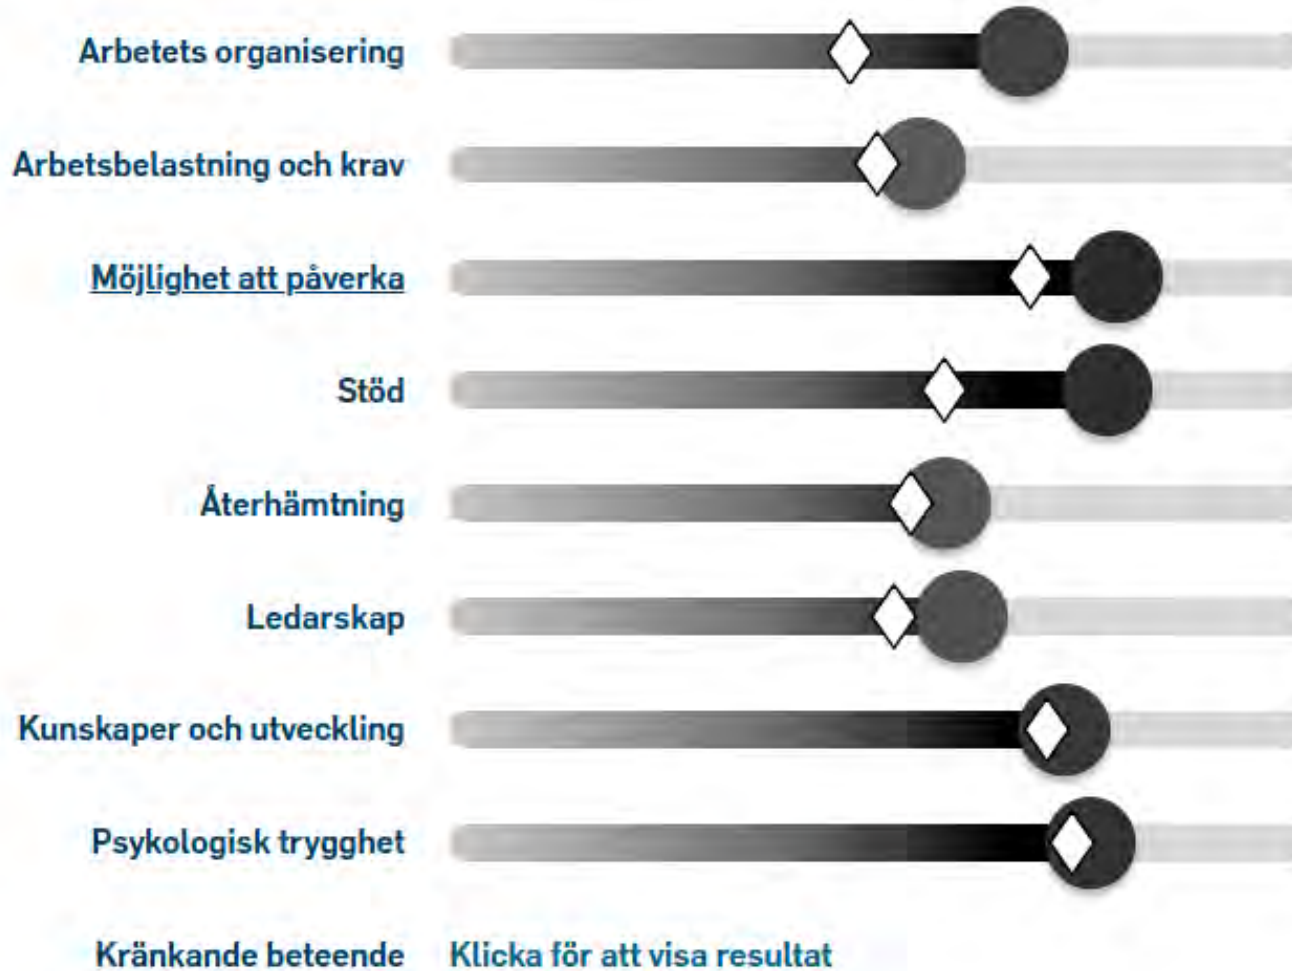 Arbetets organisering
Arbetsbelastning och krav
Möjlighet att påverka
Stöd
Återhämtning
Ledarskap
Kunskaper och utveckling
Psykologisk trygghet
Kränkande beteende Klicka för att visa resultat